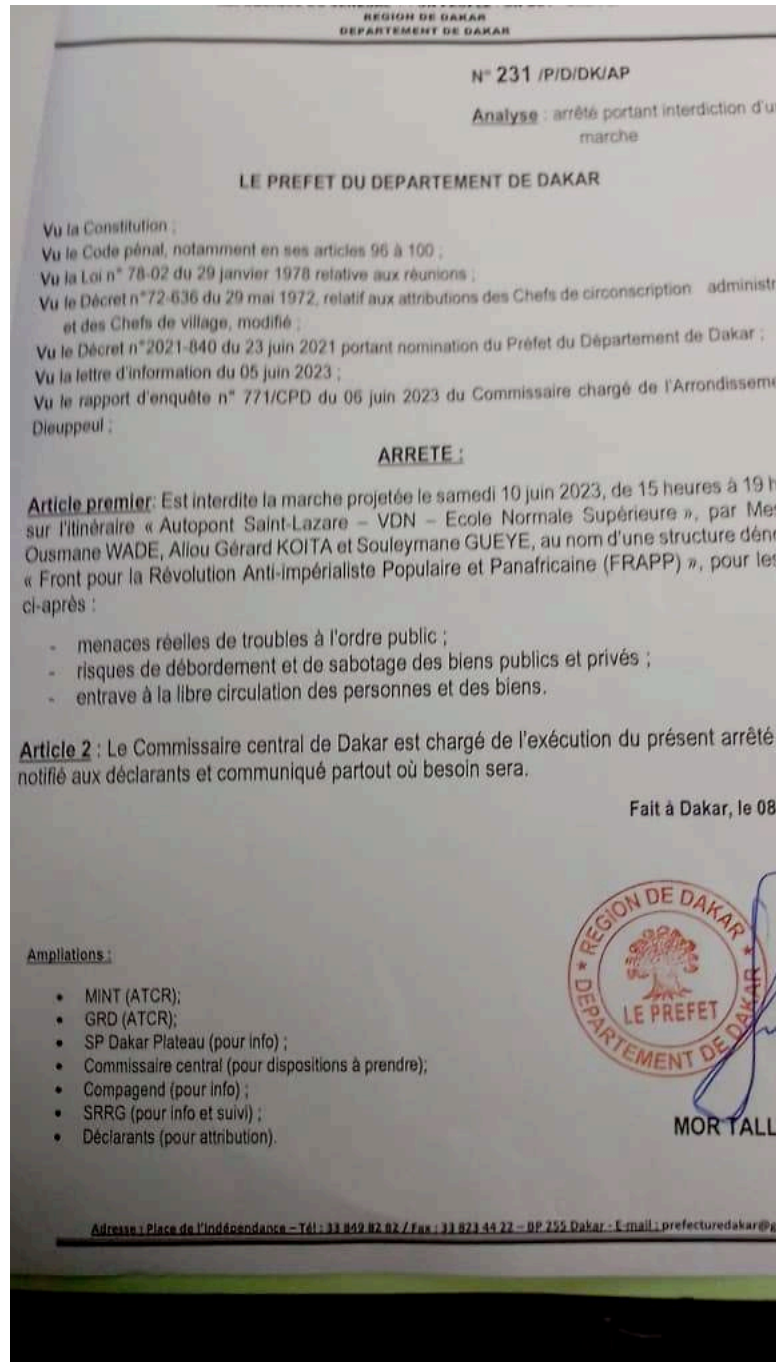 REGION DE DAKAR
DEPARTEMENT DE DAKAR
N° 231 /P/D/DK/AP
Analyse : arrêté portant interdiction d'u
marche
LE PREFET DU DEPARTEMENT DE DAKAR
Vu la Constitution ;
Vu le Code pénal, notamment en ses articles 96 à 100 ;
Vu la Loi n° 78-02 du 29 janvier 1978 relative aux réunions ;
Vu le Décret n°72-636 du 29 mai 1972, relatif aux attributions des Chefs de circonscription administr
et des Chefs de village, modifié ;
Vu le Décret n°2021-840 du 23 juin 2021 portant nomination du Préfet du Département de Dakar ;
Vu la lettre d'information du 05 juin 2023 ;
Vu le rapport d'enquête n° 771/CPD du 06 juin 2023 du Commissaire chargé de l'Arrondisseme
Dieuppeul ;
ARRETE :
Article premier: Est interdite la marche projetée le samedi 10 juin 2023, de 15 heures à 19 h
sur l'itinéraire « Autopont Saint-Lazare – VDN – Ecole Normale Supérieure », par Mes
Ousmane WADE, Aliou Gérard KOITA et Souleymane GUEYE, au nom d'une structure déno
« Front pour la Révolution Anti-impérialiste Populaire et Panafricaine (FRAPP) », pour les
ci-après :
- menaces réelles de troubles à l'ordre public ;
- risques de débordement et de sabotage des biens publics et privés ;
- entrave à la libre circulation des personnes et des biens.
Article 2 : Le Commissaire central de Dakar est chargé de l'exécution du présent arrêté
notifié aux déclarants et communiqué partout où besoin sera.
Fait à Dakar, le 08
REGION DE DAKAR
LE PREFET
DEPARTEMENT DE DAKAR
Ampliations :
• MINT (ATCR);
• GRD (ATCR);
• SP Dakar Plateau (pour info) ;
• Commissaire central (pour dispositions à prendre);
• Compagend (pour info) ;
• SRRG (pour info et suivi) ;
• Déclarants (pour attribution).
MOR TALL
Adresse : Place de l'Indépendance – Tél : 33 849 82 02 / Fax : 33 823 44 22 – BP 255 Dakar - E-mail : prefecturedakar@g